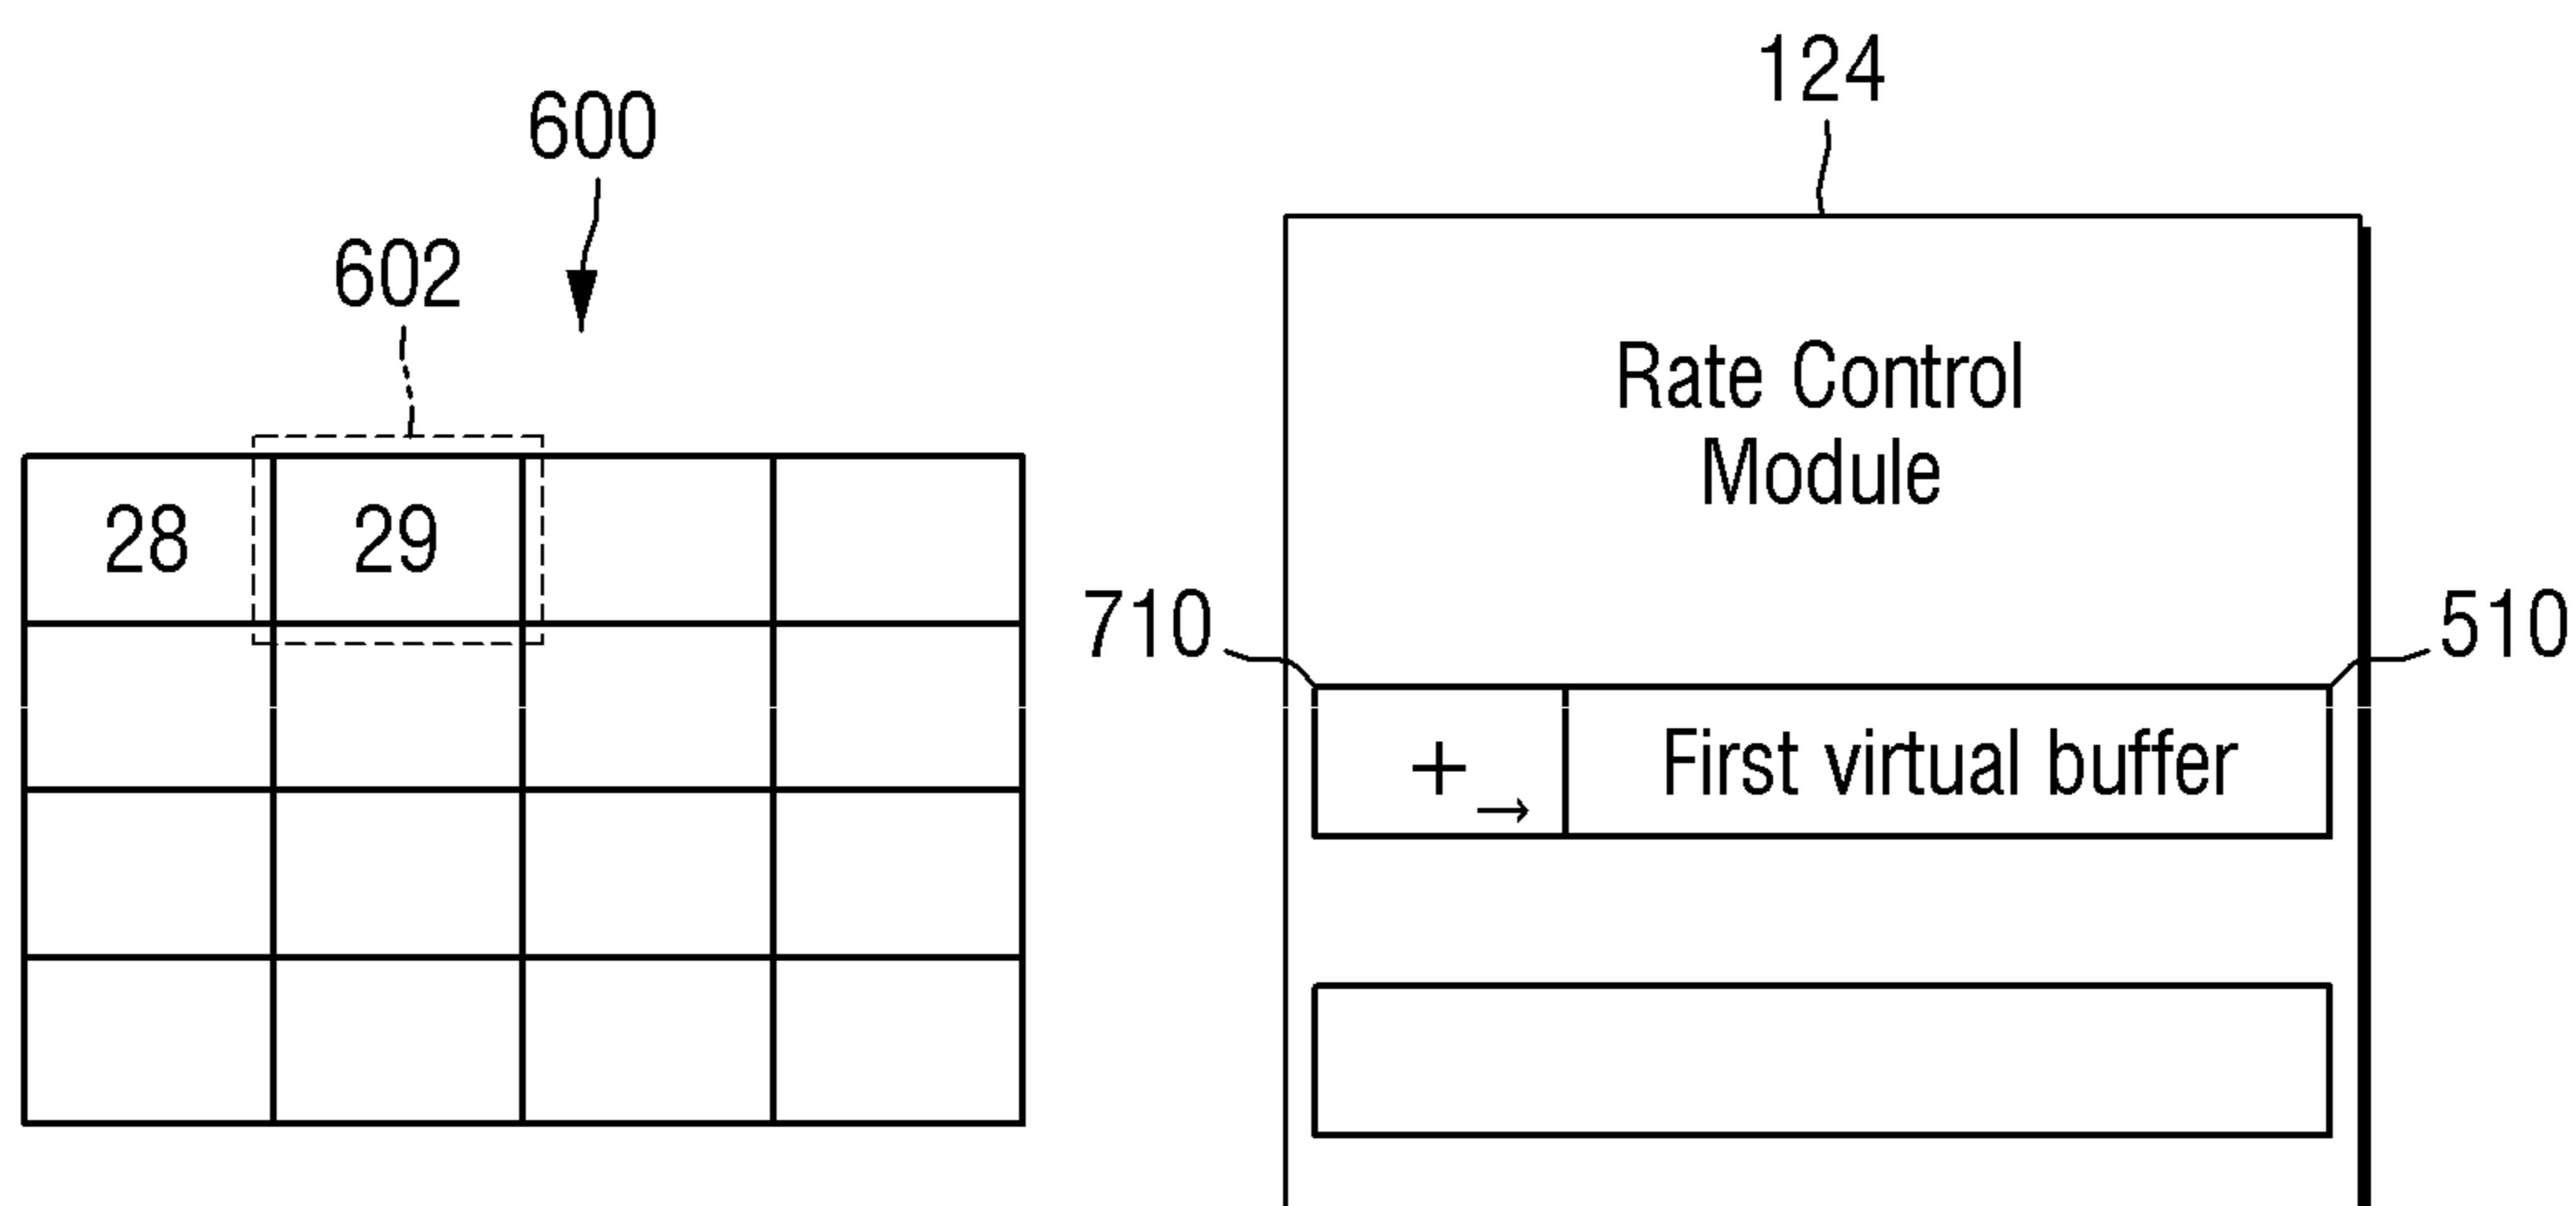 600
602
28
29
124
Rate Control
Module
710
510
+→
First virtual buffer